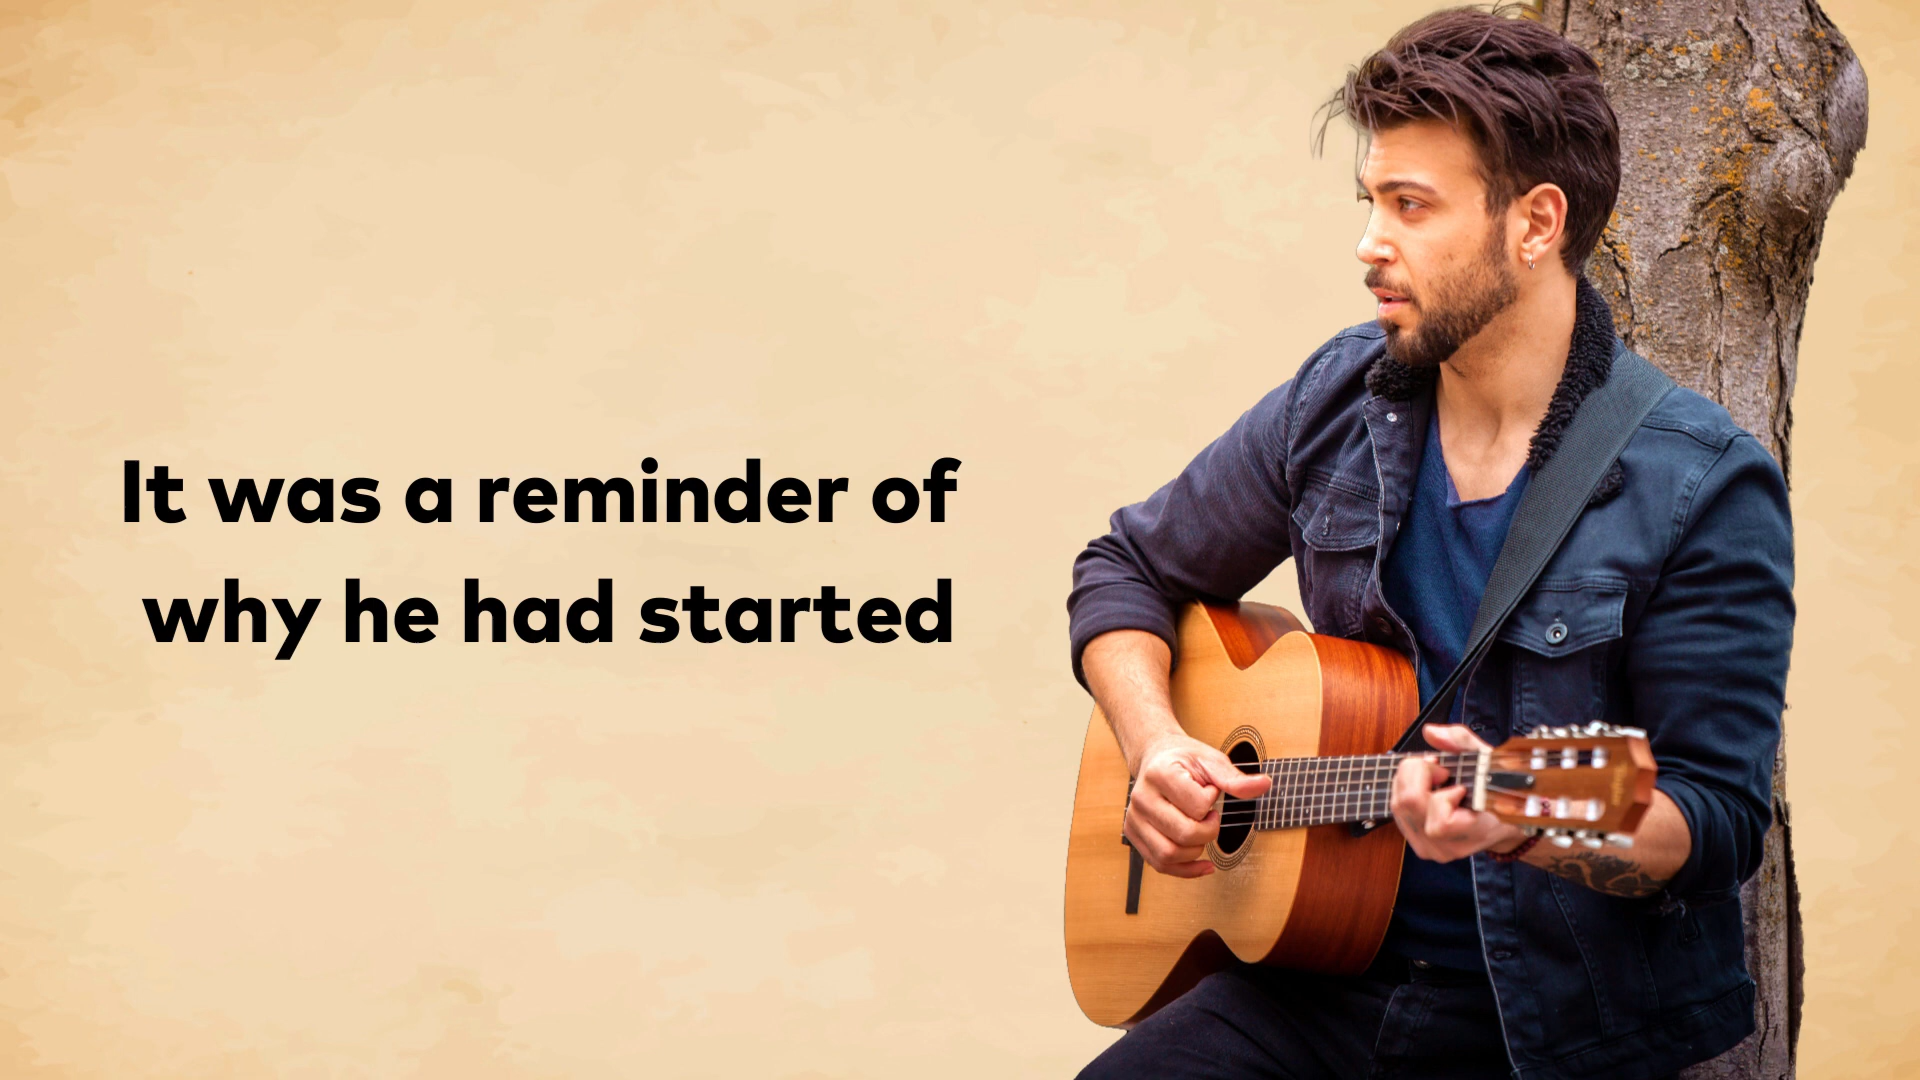 It was a reminder of
why he had started